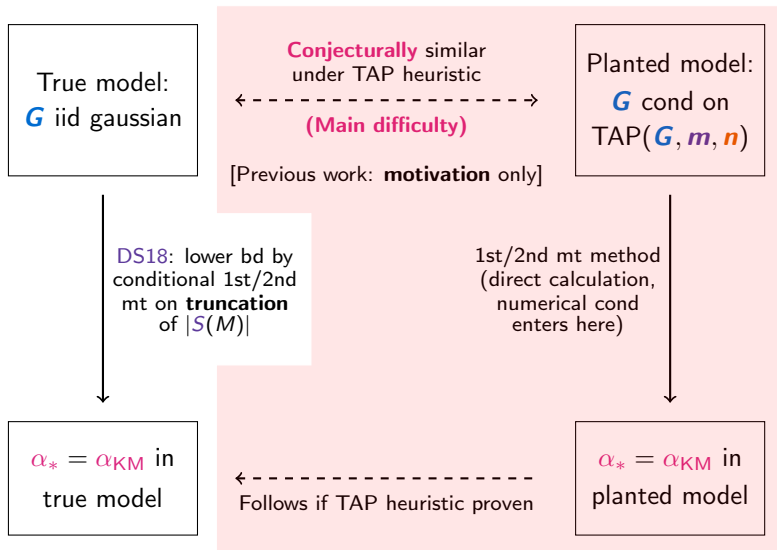 True model:
G iid gaussian
Conjecturally similar
under TAP heuristic
(Main difficulty)
[Previous work: motivation only]
Planted model:
G cond on
TAP(G, m, n)
DS18: lower bd by
conditional 1st/2nd
mt on truncation
of |S(M)|
1st/2nd mt method
(direct calculation,
numerical cond
enters here)
α* = α_KM in
true model
Follows if TAP heuristic proven
α* = α_KM in
planted model